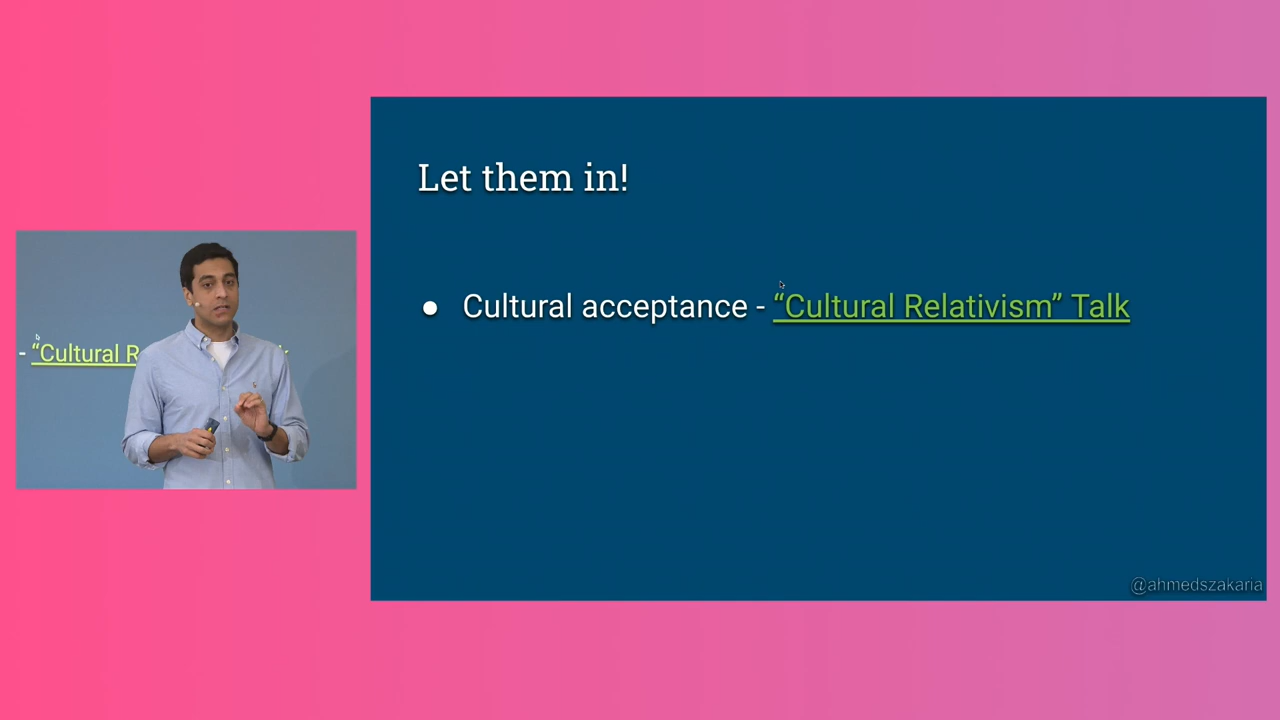 Let them in!
● Cultural acceptance - “Cultural Relativism” Talk
- “Cultural R
@ahmedszakaria